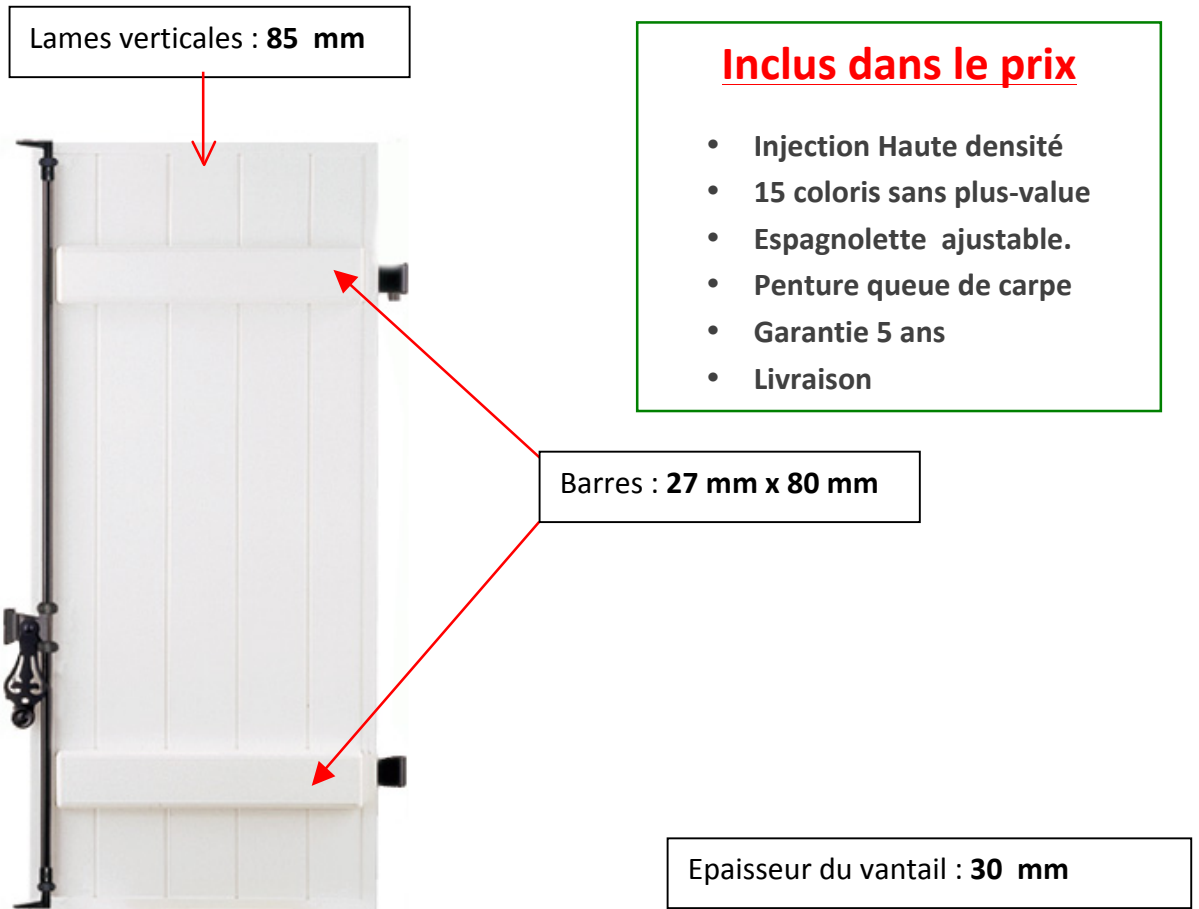 Lames verticales : 85 mm
Inclus dans le prix
• Injection Haute densité
• 15 coloris sans plus-value
• Espagnolette ajustable.
• Penture queue de carpe
• Garantie 5 ans
• Livraison
Barres : 27 mm x 80 mm
Epaisseur du vantail : 30 mm